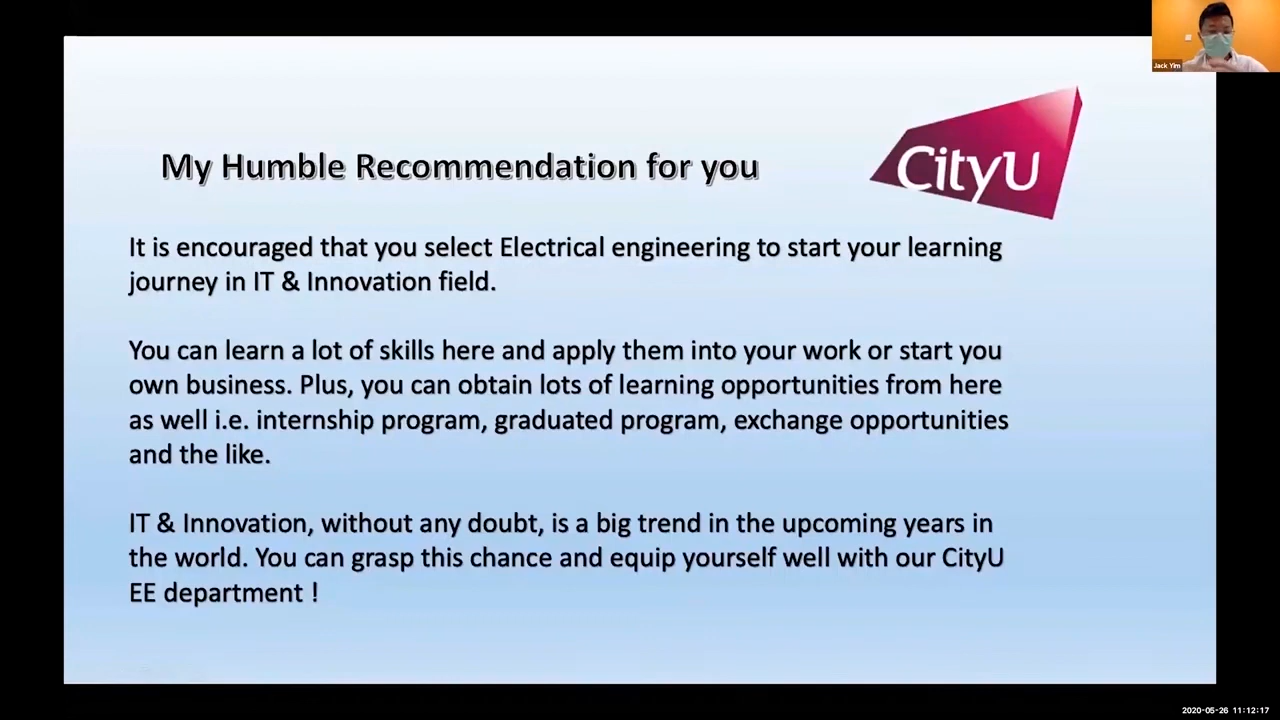 Jack Yim
CityU
My Humble Recommendation for you
It is encouraged that you select Electrical engineering to start your learning
journey in IT & Innovation field.
You can learn a lot of skills here and apply them into your work or start you
own business. Plus, you can obtain lots of learning opportunities from here
as well i.e. internship program, graduated program, exchange opportunities
and the like.
IT & Innovation, without any doubt, is a big trend in the upcoming years in
the world. You can grasp this chance and equip yourself well with our CityU
EE department !
2020-05-26 11:12:17